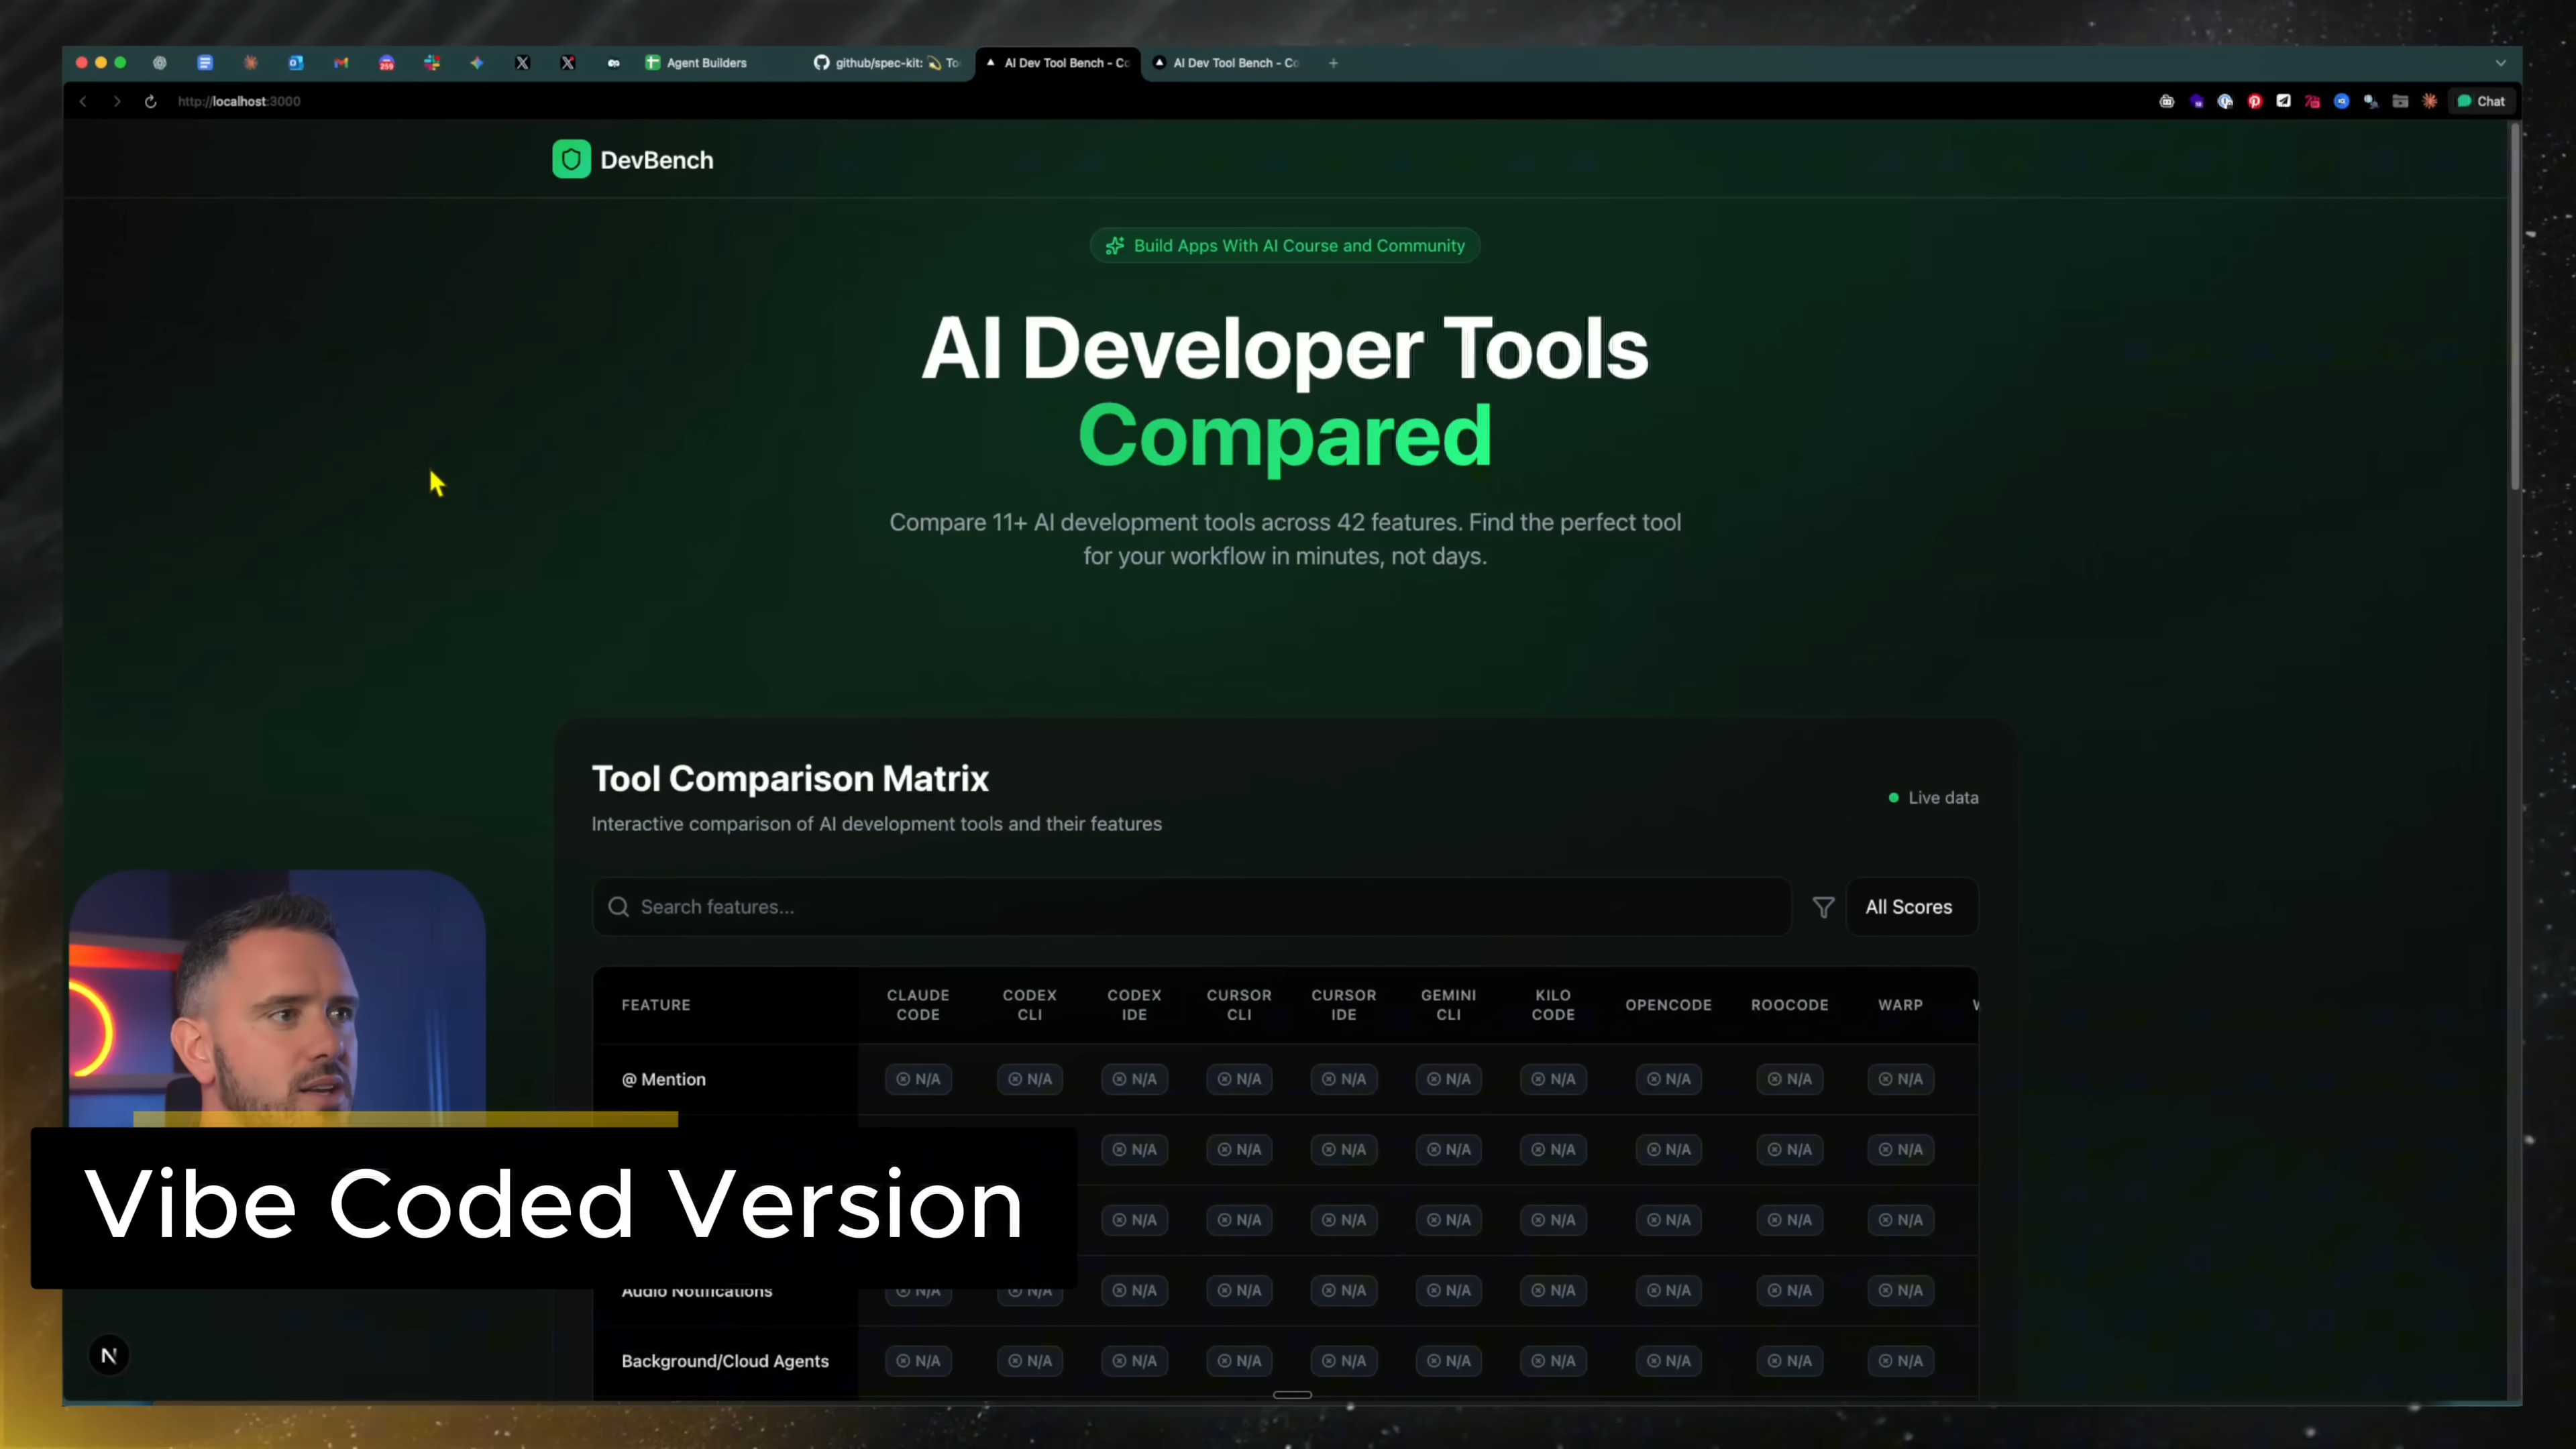 Agent Builders
github/spec-kit: 💫 To
AI Dev Tool Bench - Co
AI Dev Tool Bench - Co
http://localhost:3000
Chat
DevBench
Build Apps With AI Course and Community
AI Developer Tools
Compared
Compare 11+ AI development tools across 42 features. Find the perfect tool
for your workflow in minutes, not days.
Tool Comparison Matrix
Live data
Interactive comparison of AI development tools and their features
Search features...
All Scores
FEATURE CLAUDE CODE CODEX CLI CODEX IDE CURSOR CLI CURSOR IDE GEMINI CLI KILO CODE OPENCODE ROOCODE WARP
@ Mention N/A N/A N/A N/A N/A N/A N/A N/A N/A N/A
N/A N/A N/A N/A N/A N/A N/A N/A
Vibe Coded Version
N/A N/A N/A N/A N/A N/A N/A N/A
Audio Notifications N/A N/A N/A N/A N/A N/A N/A N/A N/A N/A
N
Background/Cloud Agents N/A N/A N/A N/A N/A N/A N/A N/A N/A N/A